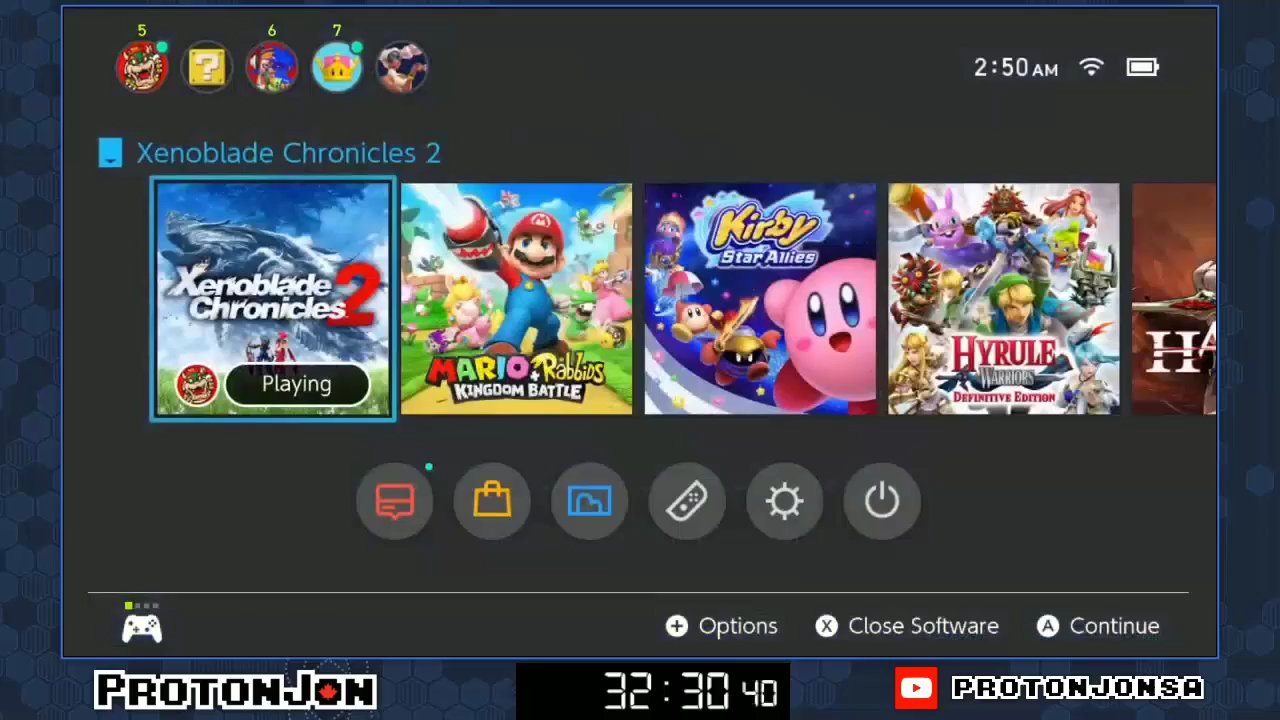 5 6 7
2:50 AM
Xenoblade Chronicles 2
Xenoblade
Chronicles 2
Playing
MARIO + Rabbids
KINGDOM BATTLE
Kirby
Star Allies
HYRULE
WARRIORS
DEFINITIVE EDITION
HA
Options
X Close Software
A Continue
PROTONJON
32:30 40
PROTONJONSA